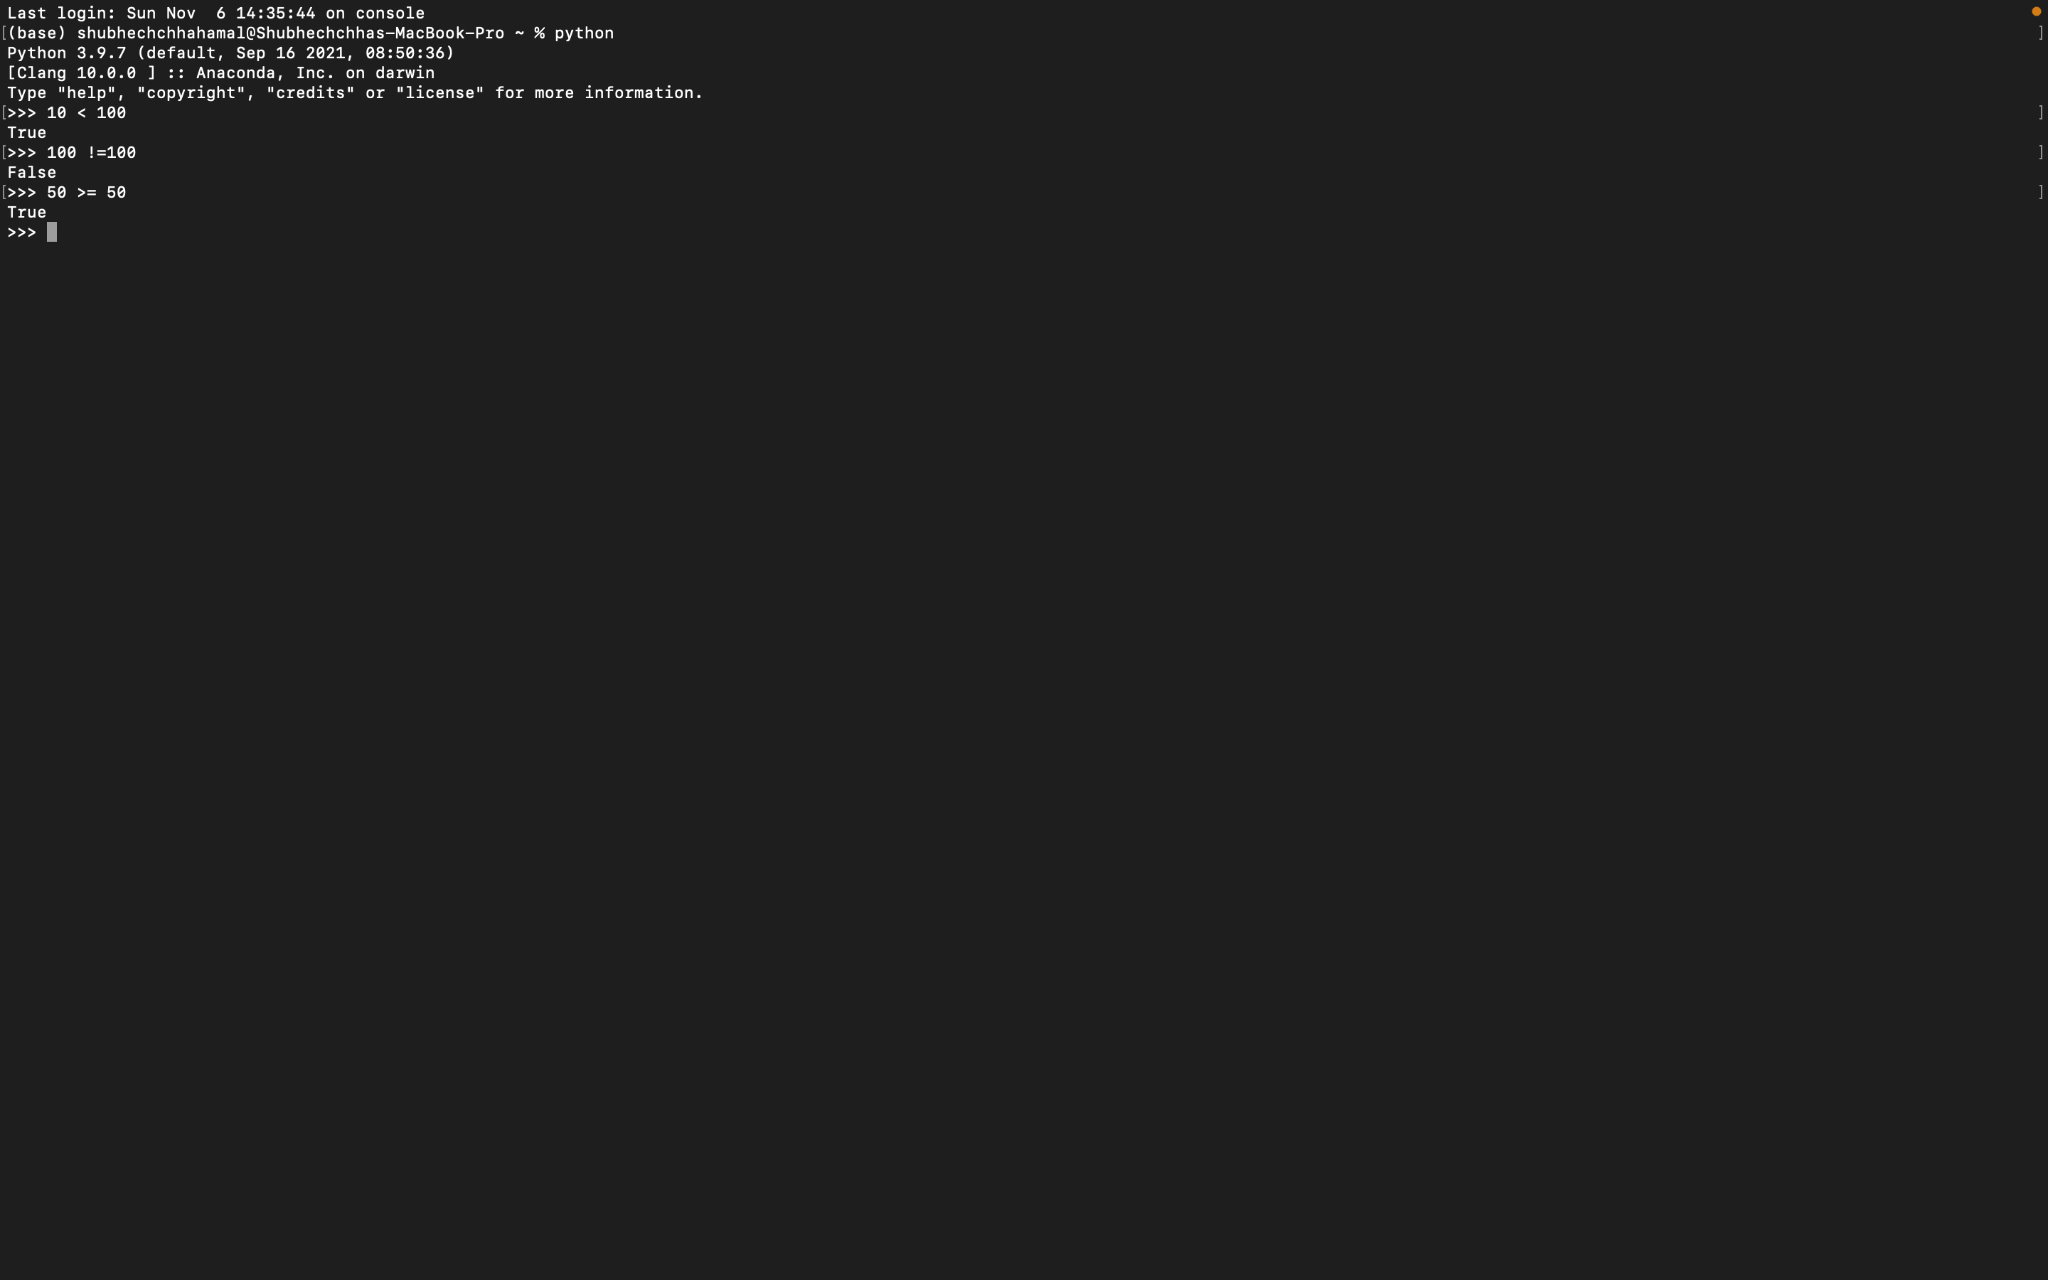 Last login: Sun Nov  6 14:35:44 on console
[(base) shubhechchhahamal@Shubhechchhas-MacBook-Pro ~ % python ]
Python 3.9.7 (default, Sep 16 2021, 08:50:36)
[Clang 10.0.0 ] :: Anaconda, Inc. on darwin
Type "help", "copyright", "credits" or "license" for more information.
[>>> 10 < 100 ]
True
[>>> 100 !=100 ]
False
[>>> 50 >= 50 ]
True
>>>